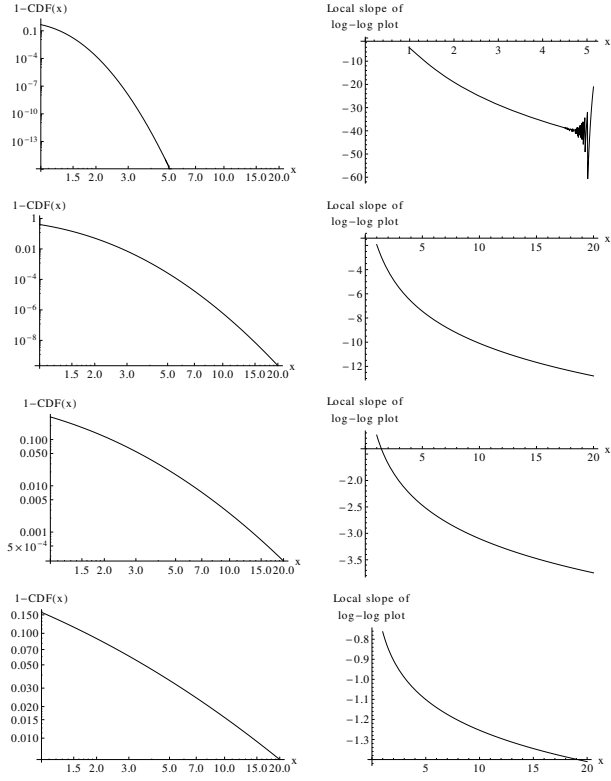 1−CDF(x)
0.1
10⁻⁴
10⁻⁷
10⁻¹⁰
10⁻¹³
1.5 2.0 3.0 5.0 7.0 10.0 15.0 20.0 x
Local slope of
log−log plot
1 2 3 4 5 x
−10
−20
−30
−40
−50
−60
1−CDF(x)
1
0.01
10⁻⁴
10⁻⁶
10⁻⁸
1.5 2.0 3.0 5.0 7.0 10.0 15.0 20.0 x
Local slope of
log−log plot
5 10 15 20 x
−4
−6
−8
−10
−12
1−CDF(x)
0.100
0.050
0.010
0.005
0.001
5×10⁻⁴
1.5 2.0 3.0 5.0 7.0 10.0 15.0 20.0 x
Local slope of
log−log plot
5 10 15 20 x
−2.0
−2.5
−3.0
−3.5
1−CDF(x)
0.150
0.100
0.070
0.050
0.030
0.020
0.015
0.010
1.5 2.0 3.0 5.0 7.0 10.0 15.0 20.0 x
Local slope of
log−log plot
−0.8
−0.9
−1.0
−1.1
−1.2
−1.3
5 10 15 20 x